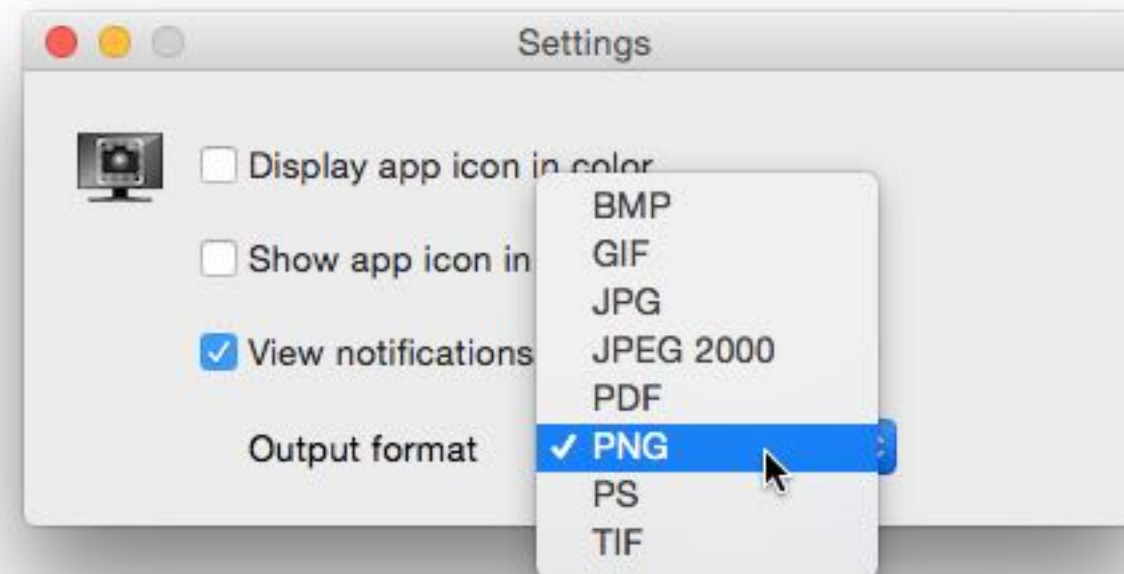 Settings
Display app icon in color
Show app icon in
View notifications
Output format
BMP
GIF
JPG
JPEG 2000
PDF
✓ PNG
PS
TIF